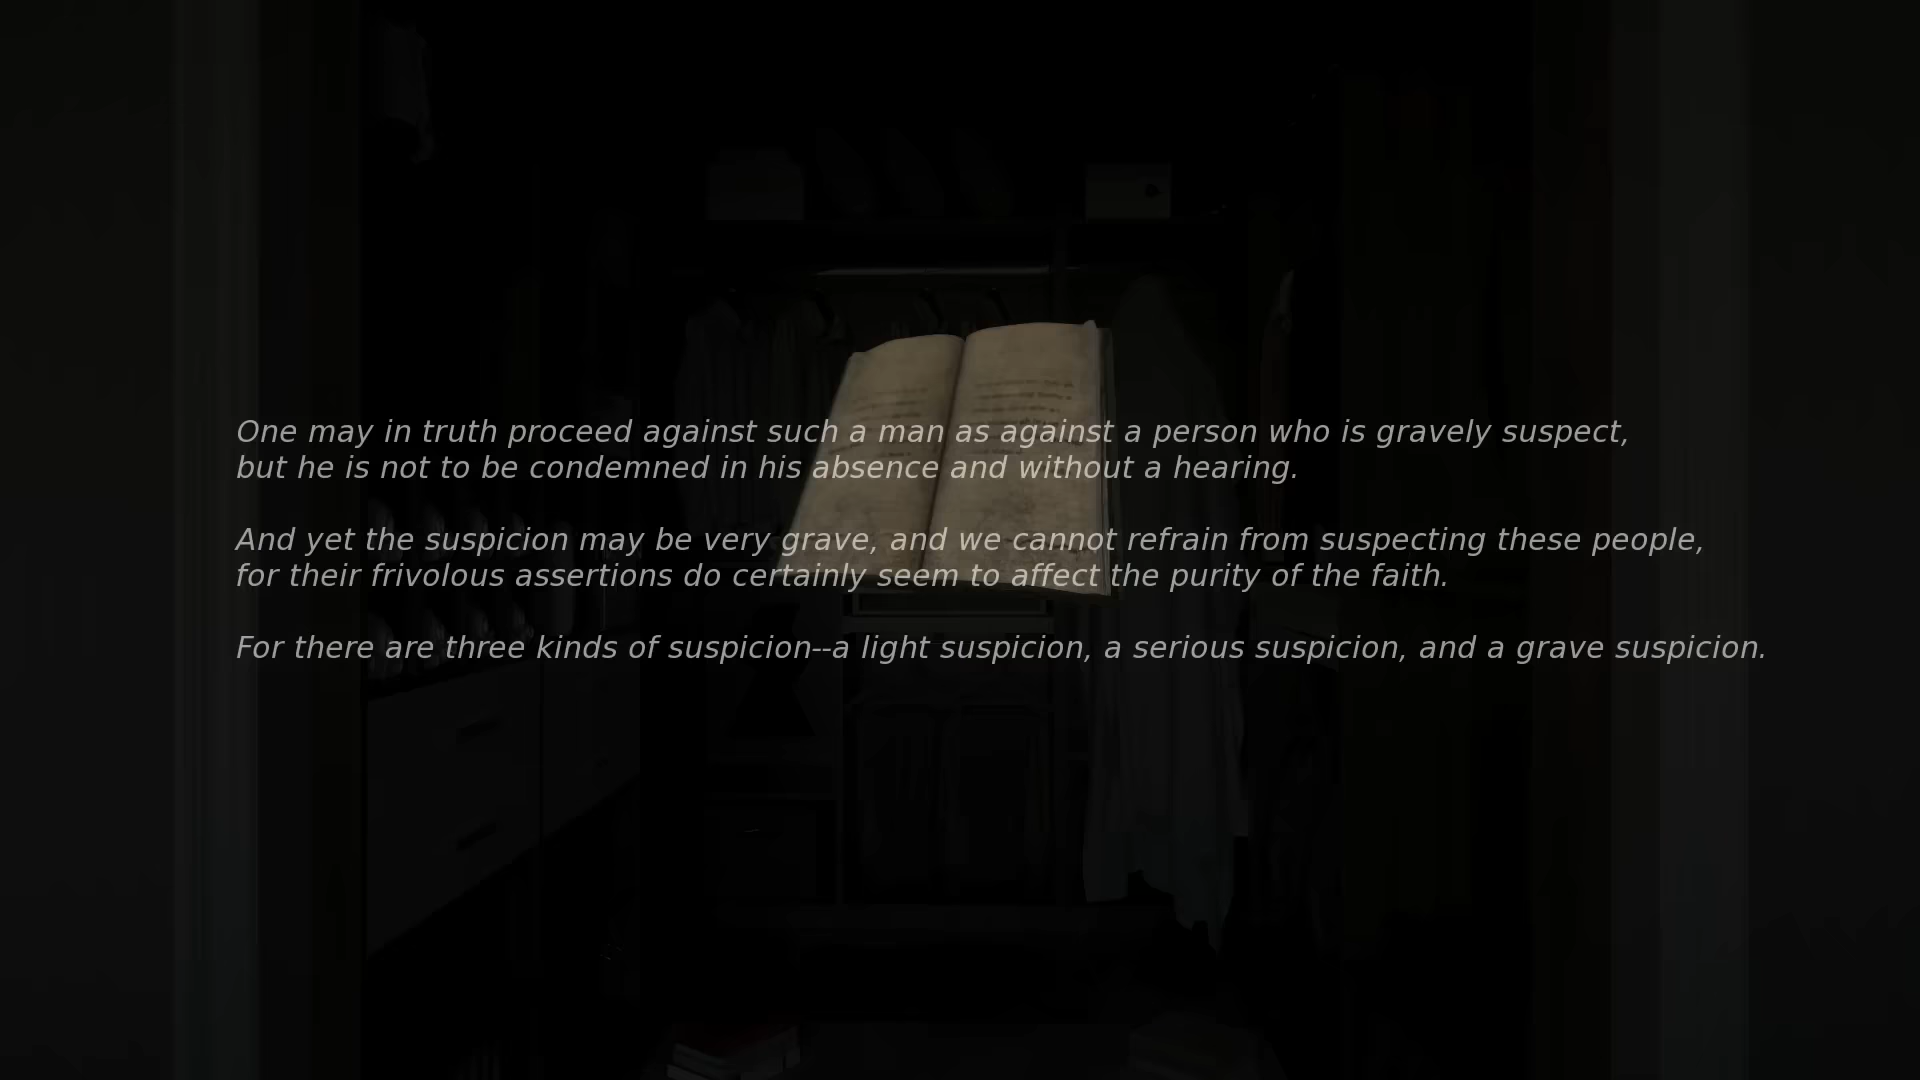 One may in truth proceed against such a man as against a person who is gravely suspect,
but he is not to be condemned in his absence and without a hearing.
And yet the suspicion may be very grave, and we cannot refrain from suspecting these people,
for their frivolous assertions do certainly seem to affect the purity of the faith.
For there are three kinds of suspicion--a light suspicion, a serious suspicion, and a grave suspicion.